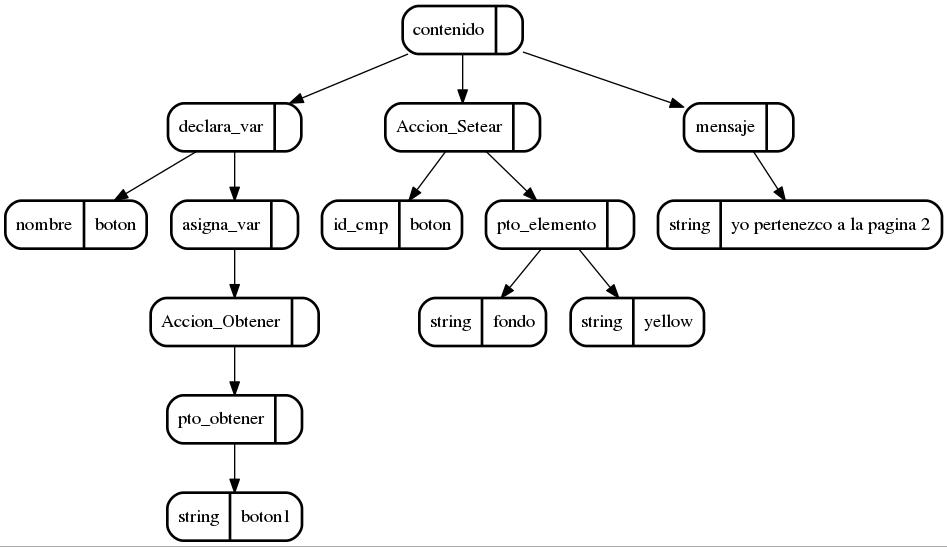 contenido
declara_var
Accion_Setear
mensaje
nombre boton
asigna_var
id_cmp boton
pto_elemento
string yo pertenezco a la pagina 2
Accion_Obtener
string fondo
string yellow
pto_obtener
string boton1